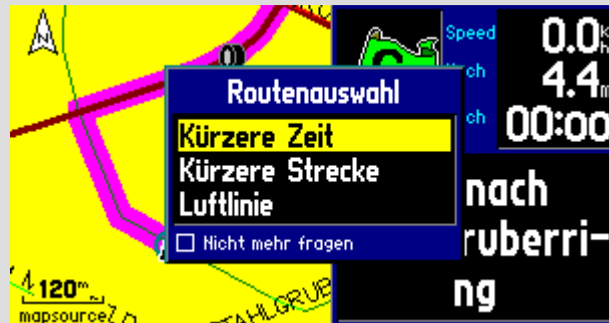 Speed
0.0
4.4
00:00
Routenauswahl
Kürzere Zeit
Kürzere Strecke
Luftlinie
Nicht mehr fragen
nach
ruberri-
ng
120m
mapsource